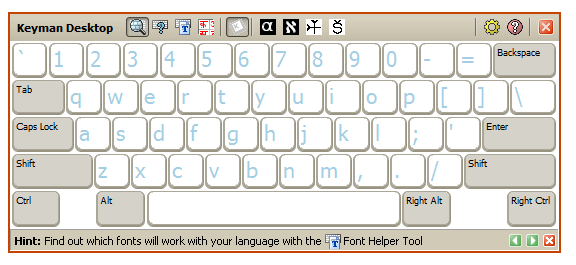 Keyman Desktop α א Š
` 1 2 3 4 5 6 7 8 9 0 - = Backspace
Tab q w e r t y u i o p [ ] \
Caps Lock a s d f g h j k l ; ' Enter
Shift z x c v b n m , . / Shift
Ctrl Alt Right Alt Right Ctrl
Hint: Find out which fonts will work with your language with the Font Helper Tool